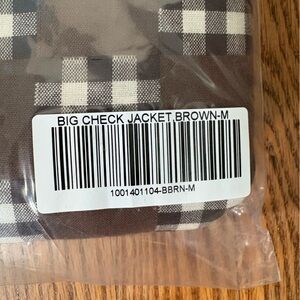 BIG CHECK JACKET BROWN-M
1001401104-BBRN-M